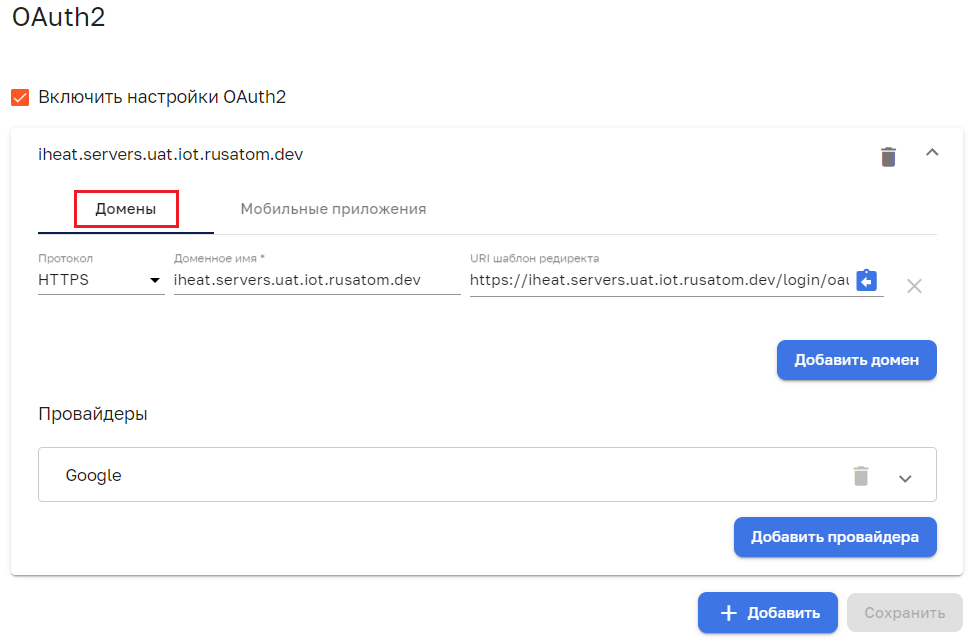 OAuth2
Включить настройки OAuth2
iheat.servers.uat.iot.rusatom.dev
Домены Мобильные приложения
Протокол Доменное имя * URI шаблон редиректа
HTTPS iheat.servers.uat.iot.rusatom.dev https://iheat.servers.uat.iot.rusatom.dev/login/oau
Добавить домен
Провайдеры
Google
Добавить провайдера
+ Добавить Сохранить